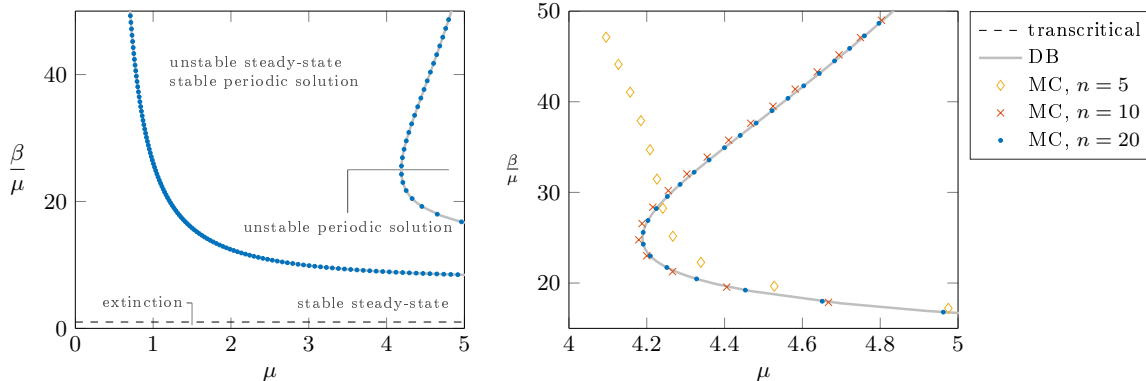 unstable steady-state
stable periodic solution
unstable periodic solution
extinction
stable steady-state
0
20
40
0
1
2
3
4
5
μ
β
μ
20
30
40
50
4
4.2
4.4
4.6
4.8
5
μ
β
μ
transcritical
DB
MC, n = 5
MC, n = 10
MC, n = 20